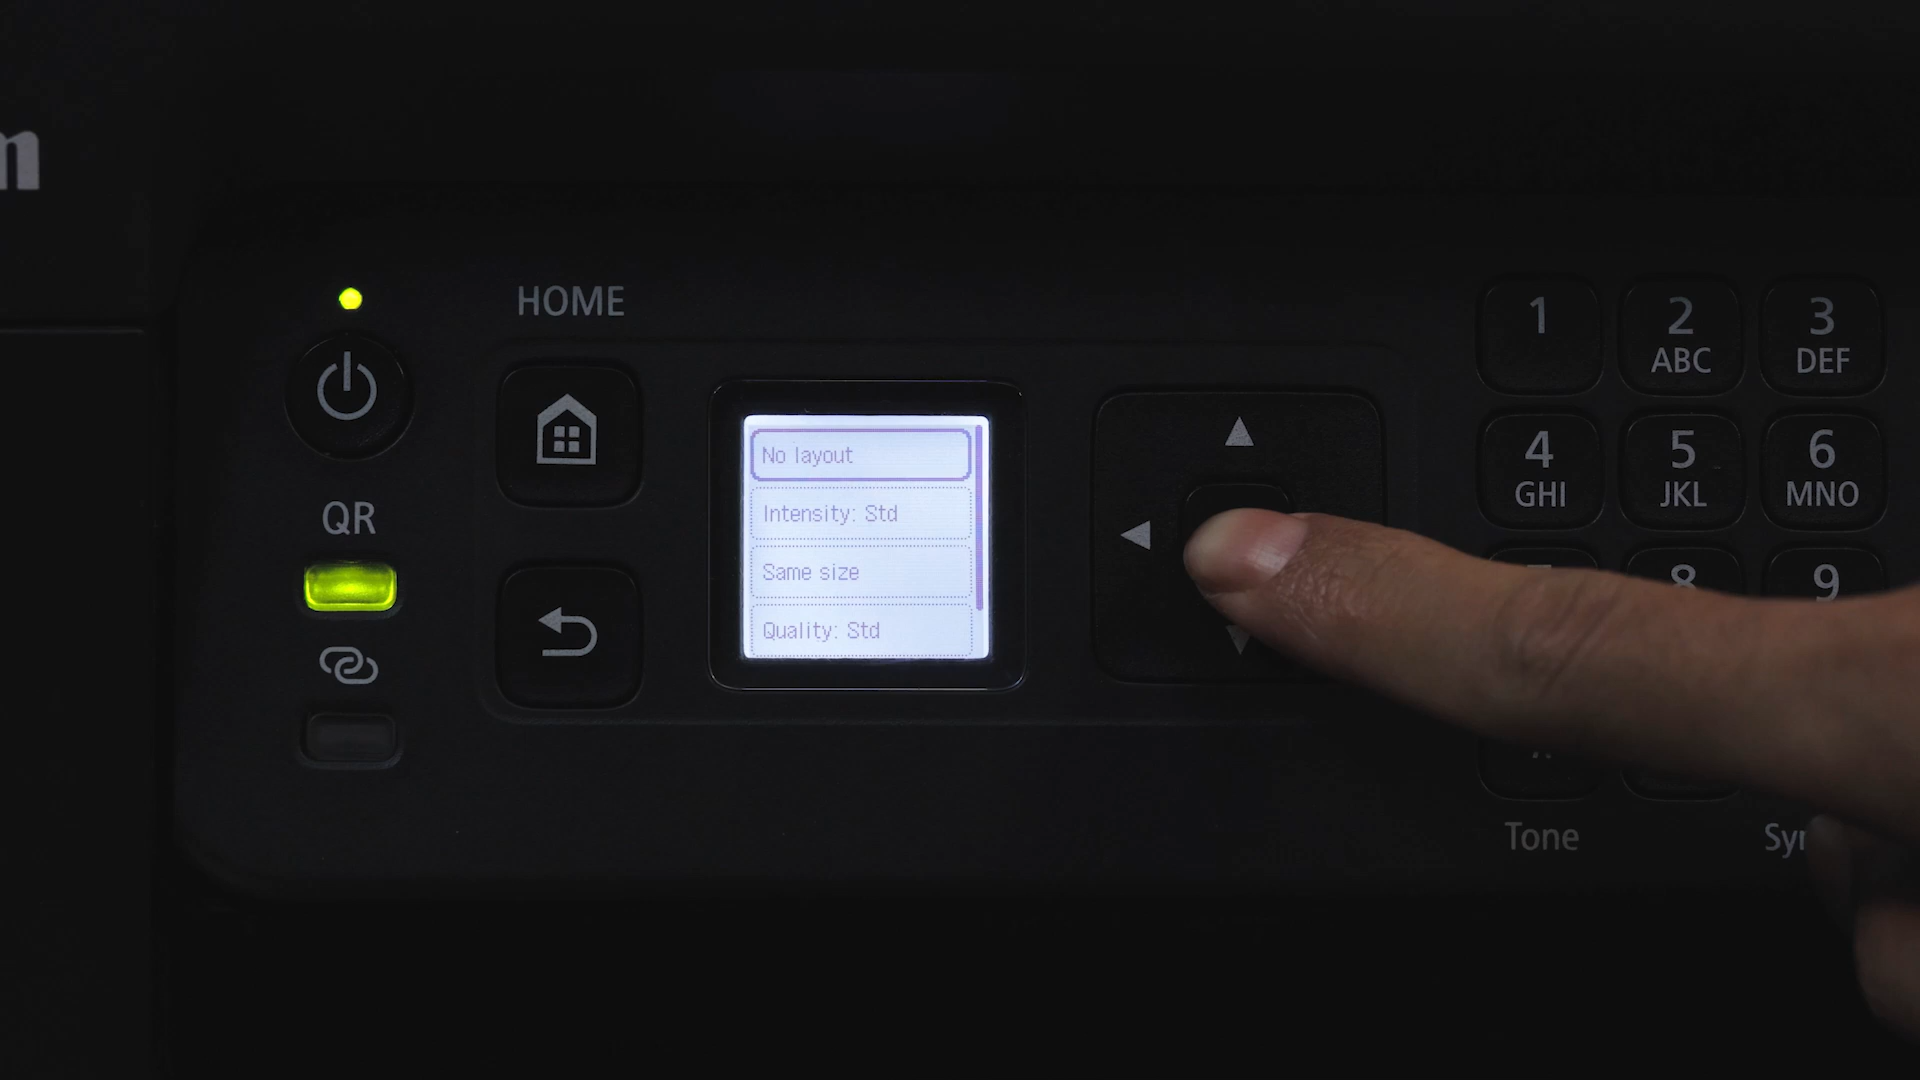 HOME
QR
No layout
Intensity: Std
Same size
Quality: Std
1
2
ABC
3
DEF
4
GHI
5
JKL
6
MNO
8
9
Tone